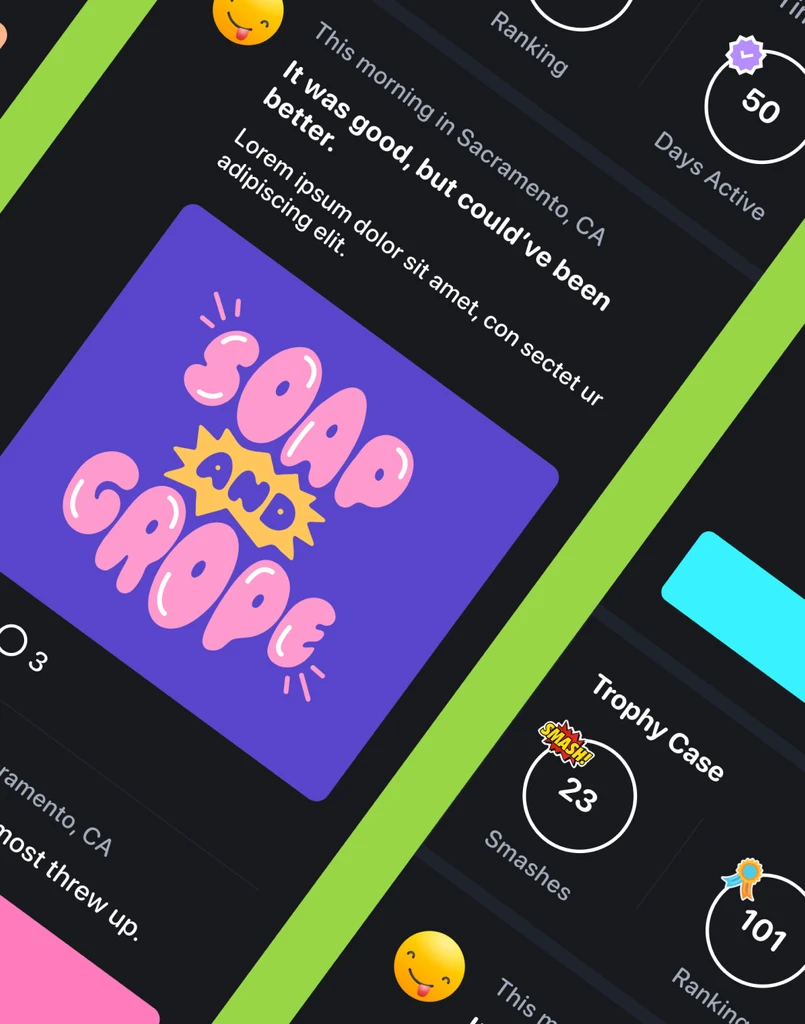 Ranking
50
Days Active
This morning in Sacramento, CA
It was good, but could've been
better.
Lorem ipsum dolor sit amet, con sectet ur
adipiscing elit.
SOAP
AND
GROPE
3
CA
threw up.
Trophy Case
SMASH!
23
Smashes
101
Ranking
This